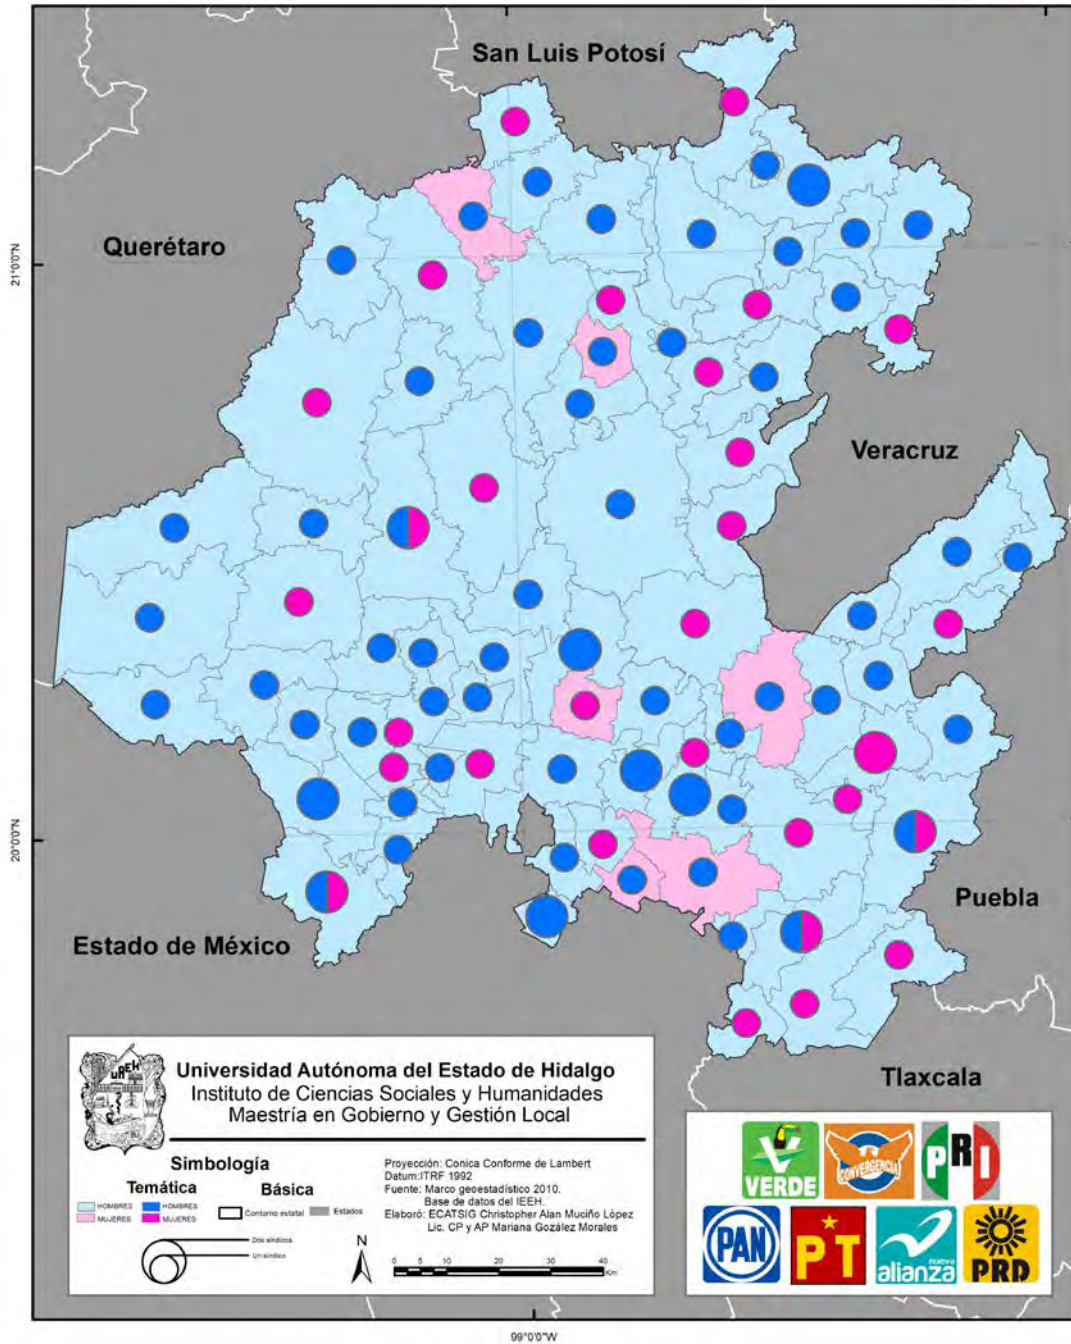 San Luis Potosí
Querétaro
21°0'0"N
Veracruz
20°0'0"N
Puebla
Estado de México
Tlaxcala
UAEH
Universidad Autónoma del Estado de Hidalgo
Instituto de Ciencias Sociales y Humanidades
Maestría en Gobierno y Gestión Local
Simbología
Temática
Básica
HOMBRES
HOMBRES
Contorno estatal
Estados
MUJERES
MUJERES
Dos síndicos
Un síndico
Proyección: Conica Conforme de Lambert
Datum:ITRF 1992
Fuente: Marco geoestadístico 2010.
Base de datos del IEEH.
Elaboró: ECATSIG Christopher Alan Muciño López
Lic. CP y AP Mariana Gozález Morales
N
0 5 10 20 30 40
Km
VERDE
CONVERGENCIA
PRI
PAN
PT
nueva
alianza
PRD
99°0'0"W